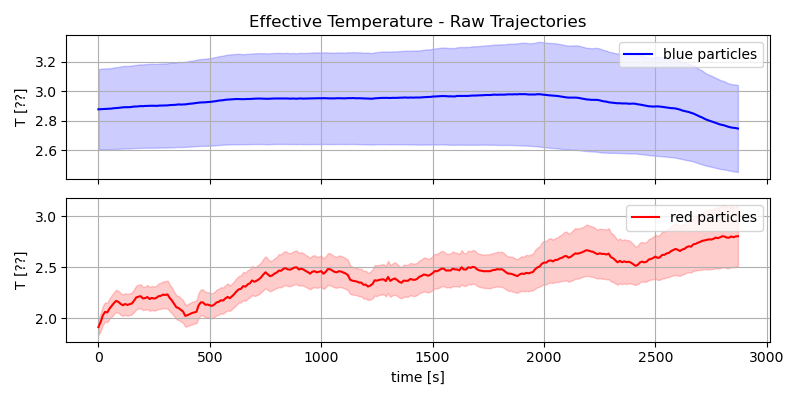 Effective Temperature - Raw Trajectories
T [??]
3.2
3.0
2.8
2.6
blue particles
T [??]
3.0
2.5
2.0
red particles
0 500 1000 1500 2000 2500 3000
time [s]